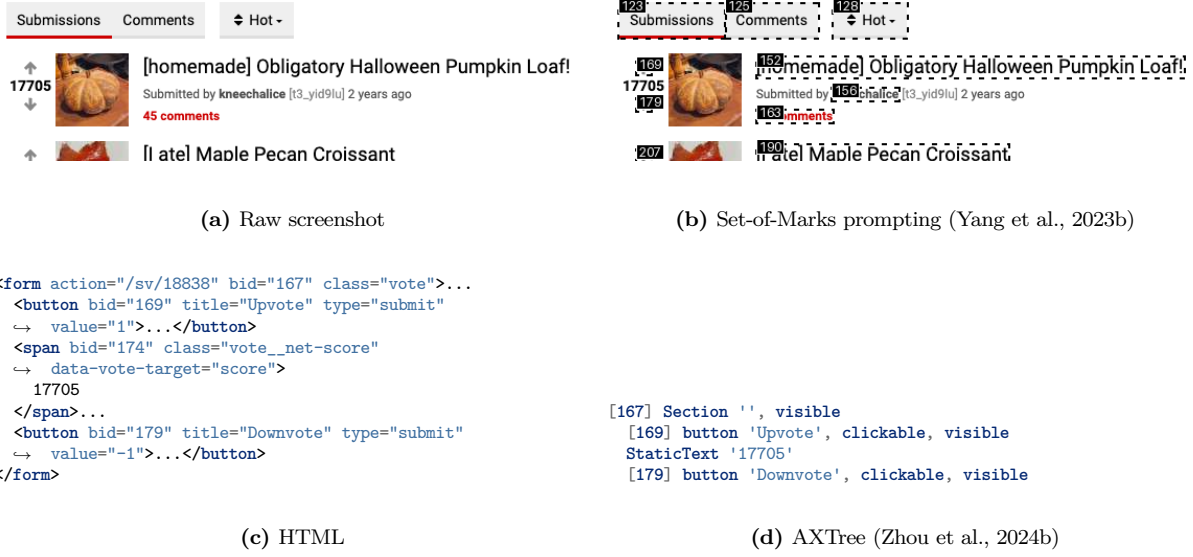 Submissions Comments Hot
[homemade] Obligatory Halloween Pumpkin Loaf!
17705
Submitted by kneechalice [t3_yid9lu] 2 years ago
45 comments
[I ate] Maple Pecan Croissant
(a) Raw screenshot
123 125 128
Submissions Comments Hot
169 152 [homemade] Obligatory Halloween Pumpkin Loaf!
17705
Submitted by 156 chalice [t3_yid9lu] 2 years ago
179
163 mments
207 190 [I ate] Maple Pecan Croissant
(b) Set-of-Marks prompting (Yang et al., 2023b)
<form action="/sv/18838" bid="167" class="vote">...
<button bid="169" title="Upvote" type="submit"
↪ value="1">...</button>
<span bid="174" class="vote__net-score"
↪ data-vote-target="score">
17705
</span>...
<button bid="179" title="Downvote" type="submit"
↪ value="-1">...</button>
</form>
(c) HTML
[167] Section '', visible
[169] button 'Upvote', clickable, visible
StaticText '17705'
[179] button 'Downvote', clickable, visible
(d) AXTree (Zhou et al., 2024b)